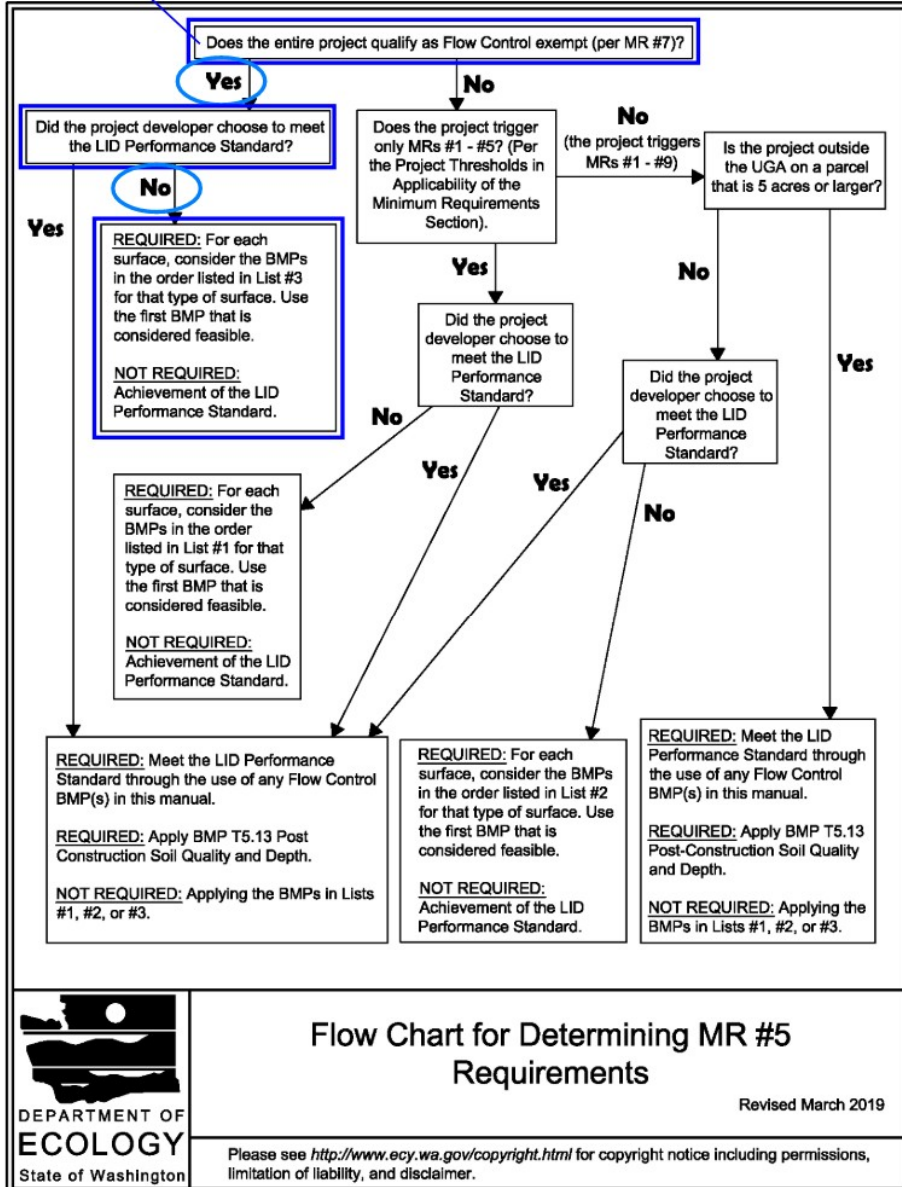 Does the entire project qualify as Flow Control exempt (per MR #7)?
Yes
No
Did the project developer choose to meet
the LID Performance Standard?
Does the project trigger
only MRs #1 - #5? (Per
the Project Thresholds in
Applicability of the
Minimum Requirements
Section).
No
(the project triggers
MRs #1 - #9)
Is the project outside
the UGA on a parcel
that is 5 acres or larger?
Yes
No
REQUIRED: For each
surface, consider the BMPs
in the order listed in List #3
for that type of surface. Use
the first BMP that is
considered feasible.
NOT REQUIRED:
Achievement of the LID
Performance Standard.
Yes
No
Yes
Did the project
developer choose to
meet the LID
Performance
Standard?
Did the project
developer choose to
meet the LID
Performance
Standard?
No
Yes
Yes
No
REQUIRED: For each
surface, consider the
BMPs in the order
listed in List #1 for that
type of surface. Use
the first BMP that is
considered feasible.
NOT REQUIRED:
Achievement of the LID
Performance Standard.
REQUIRED: Meet the LID Performance
Standard through the use of any Flow Control
BMP(s) in this manual.
REQUIRED: Apply BMP T5.13 Post
Construction Soil Quality and Depth.
NOT REQUIRED: Applying the BMPs in Lists
#1, #2, or #3.
REQUIRED: For each
surface, consider the BMPs
in the order listed in List #2
for that type of surface. Use
the first BMP that is
considered feasible.
NOT REQUIRED:
Achievement of the LID
Performance Standard.
REQUIRED: Meet the LID
Performance Standard through
the use of any Flow Control
BMP(s) in this manual.
REQUIRED: Apply BMP T5.13
Post-Construction Soil Quality
and Depth.
NOT REQUIRED: Applying the
BMPs in Lists #1, #2, or #3.
DEPARTMENT OF
ECOLOGY
State of Washington
Flow Chart for Determining MR #5
Requirements
Revised March 2019
Please see http://www.ecy.wa.gov/copyright.html for copyright notice including permissions,
limitation of liability, and disclaimer.